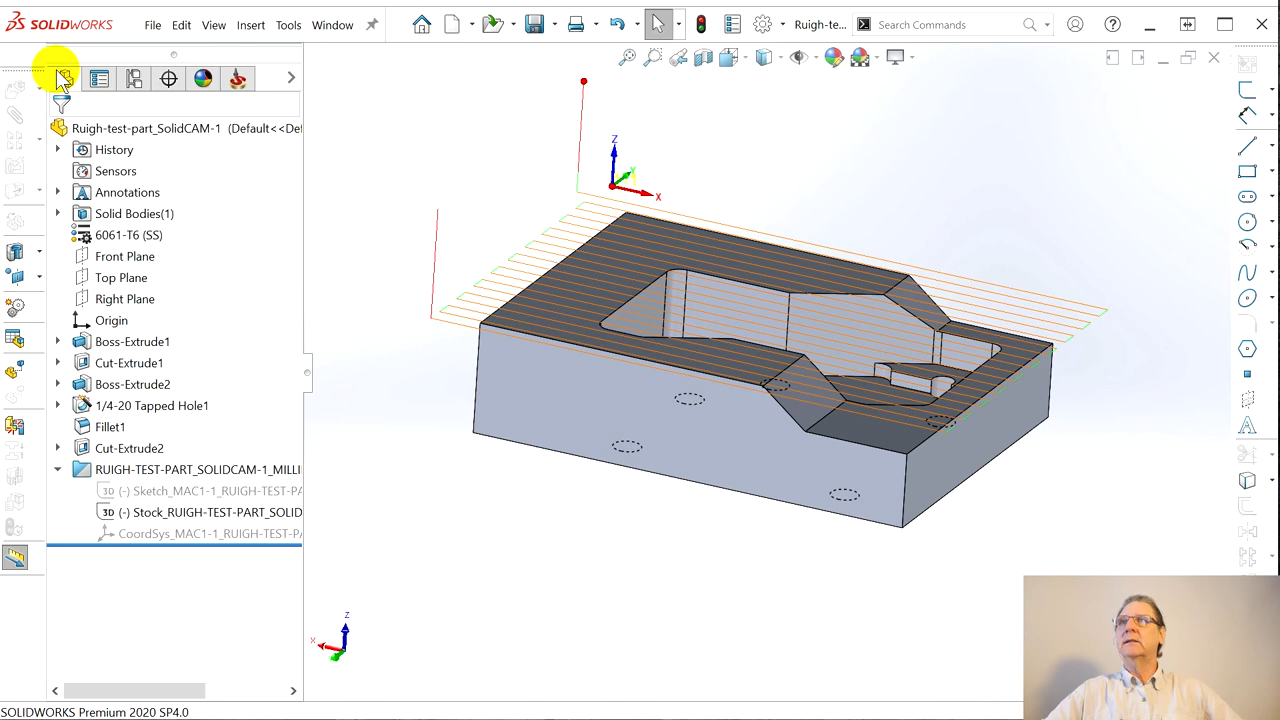 SOLIDWORKS File Edit View Insert Tools Window Ruigh-te... Search Commands
Ruigh-test-part_SolidCAM-1 (Default<<De
History
Sensors
Annotations
Solid Bodies(1)
6061-T6 (SS)
Front Plane
Top Plane
Right Plane
Origin
Boss-Extrude1
Cut-Extrude1
Boss-Extrude2
1/4-20 Tapped Hole1
Fillet1
Cut-Extrude2
RUIGH-TEST-PART_SOLIDCAM-1_MILLI
3D (-) Sketch_MAC1-1_RUIGH-TEST-PA
3D (-) Stock_RUIGH-TEST-PART_SOLID
CoordSys_MAC1-1_RUIGH-TEST-PA
Z
X
Z
X
SOLIDWORKS Premium 2020 SP4.0